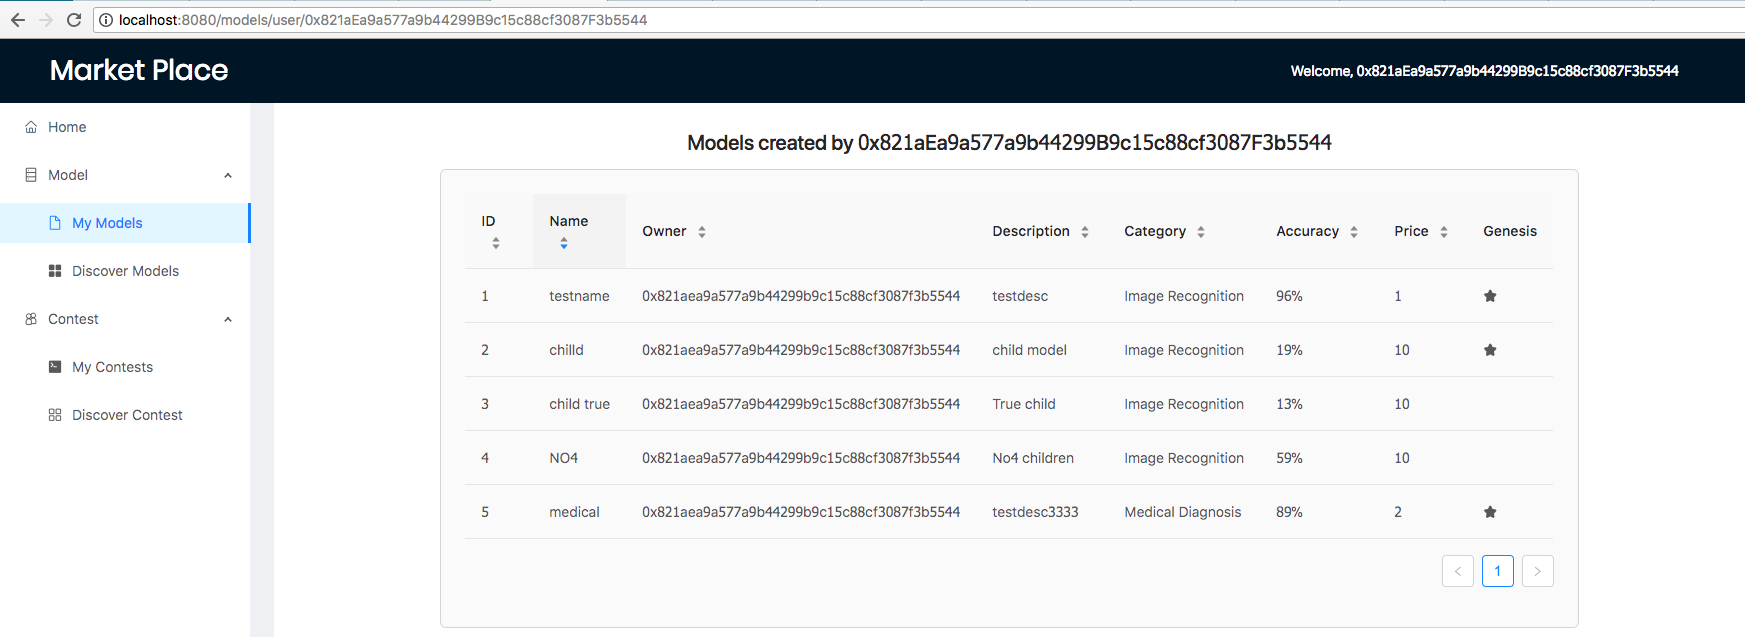 localhost:8080/models/user/0x821aEa9a577a9b44299B9c15c88cf3087F3b5544
Market Place
Welcome, 0x821aEa9a577a9b44299B9c15c88cf3087F3b5544
Home
Model
My Models
Discover Models
Contest
My Contests
Discover Contest
Models created by 0x821aEa9a577a9b44299B9c15c88cf3087F3b5544
ID Name Owner Description Category Accuracy Price Genesis
1 testname 0x821aea9a577a9b44299b9c15c88cf3087f3b5544 testdesc Image Recognition 96% 1
2 chilld 0x821aea9a577a9b44299b9c15c88cf3087f3b5544 child model Image Recognition 19% 10
3 child true 0x821aea9a577a9b44299b9c15c88cf3087f3b5544 True child Image Recognition 13% 10
4 NO4 0x821aea9a577a9b44299b9c15c88cf3087f3b5544 No4 children Image Recognition 59% 10
5 medical 0x821aea9a577a9b44299b9c15c88cf3087f3b5544 testdesc3333 Medical Diagnosis 89% 2
< 1 >